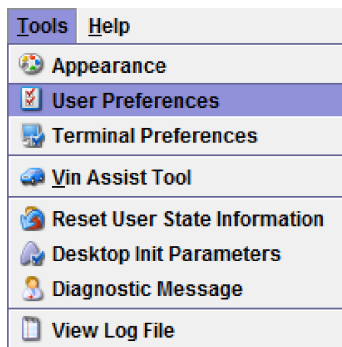 Tools Help
Appearance
User Preferences
Terminal Preferences
Vin Assist Tool
Reset User State Information
Desktop Init Parameters
Diagnostic Message
View Log File